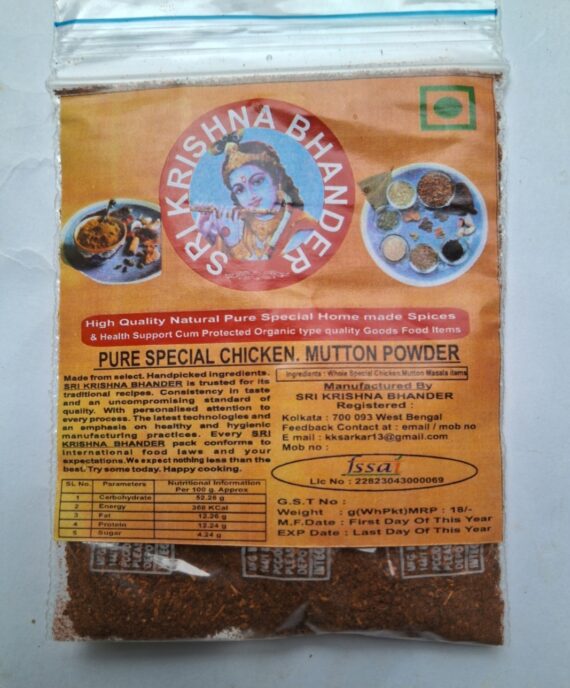 SRI KRISHNA BHANDER
High Quality Natural Pure Special Home made Spices
& Health Support Cum Protected Organic type quality Goods Food Items
PURE SPECIAL CHICKEN. MUTTON POWDER
Made from select. Handpicked ingredients.
SRI KRISHNA BHANDER is trusted for its
traditional recipes. Consistency in taste
and an uncompromising standard of
quality. With personalised attention to
every process. The latest technologies and
an emphasis on healthy and hygienic
manufacturing practices. Every SRI
KRISHNA BHANDER pack conforms to
international food laws and your
expectations. We expect nothing less than the
best. Try some today. Happy cooking.
Sl. No. Parameters Nutritional Information Per 100 g. Approx
1 Carbohydrate 52.26 g
2 Energy 368 KCal
3 Fat 12.26 g
4 Protein 12.24 g
5 Sugar 4.24 g
Ingredients : Whole Special Chicken Mutton Masala items
Manufactured By
SRI KRISHNA BHANDER
Registered :
Kolkata : 700 093 West Bengal
Feedback Contact at : email / mob no
E mail : kksarkar13@gmail.com
Mob no :
fssai
Lic No : 22823043000069
G.S.T No :
Weight : g(WhPkt)MRP : 18/-
M.F.Date : First Day Of This Year
EXP Date : Last Day Of This Year